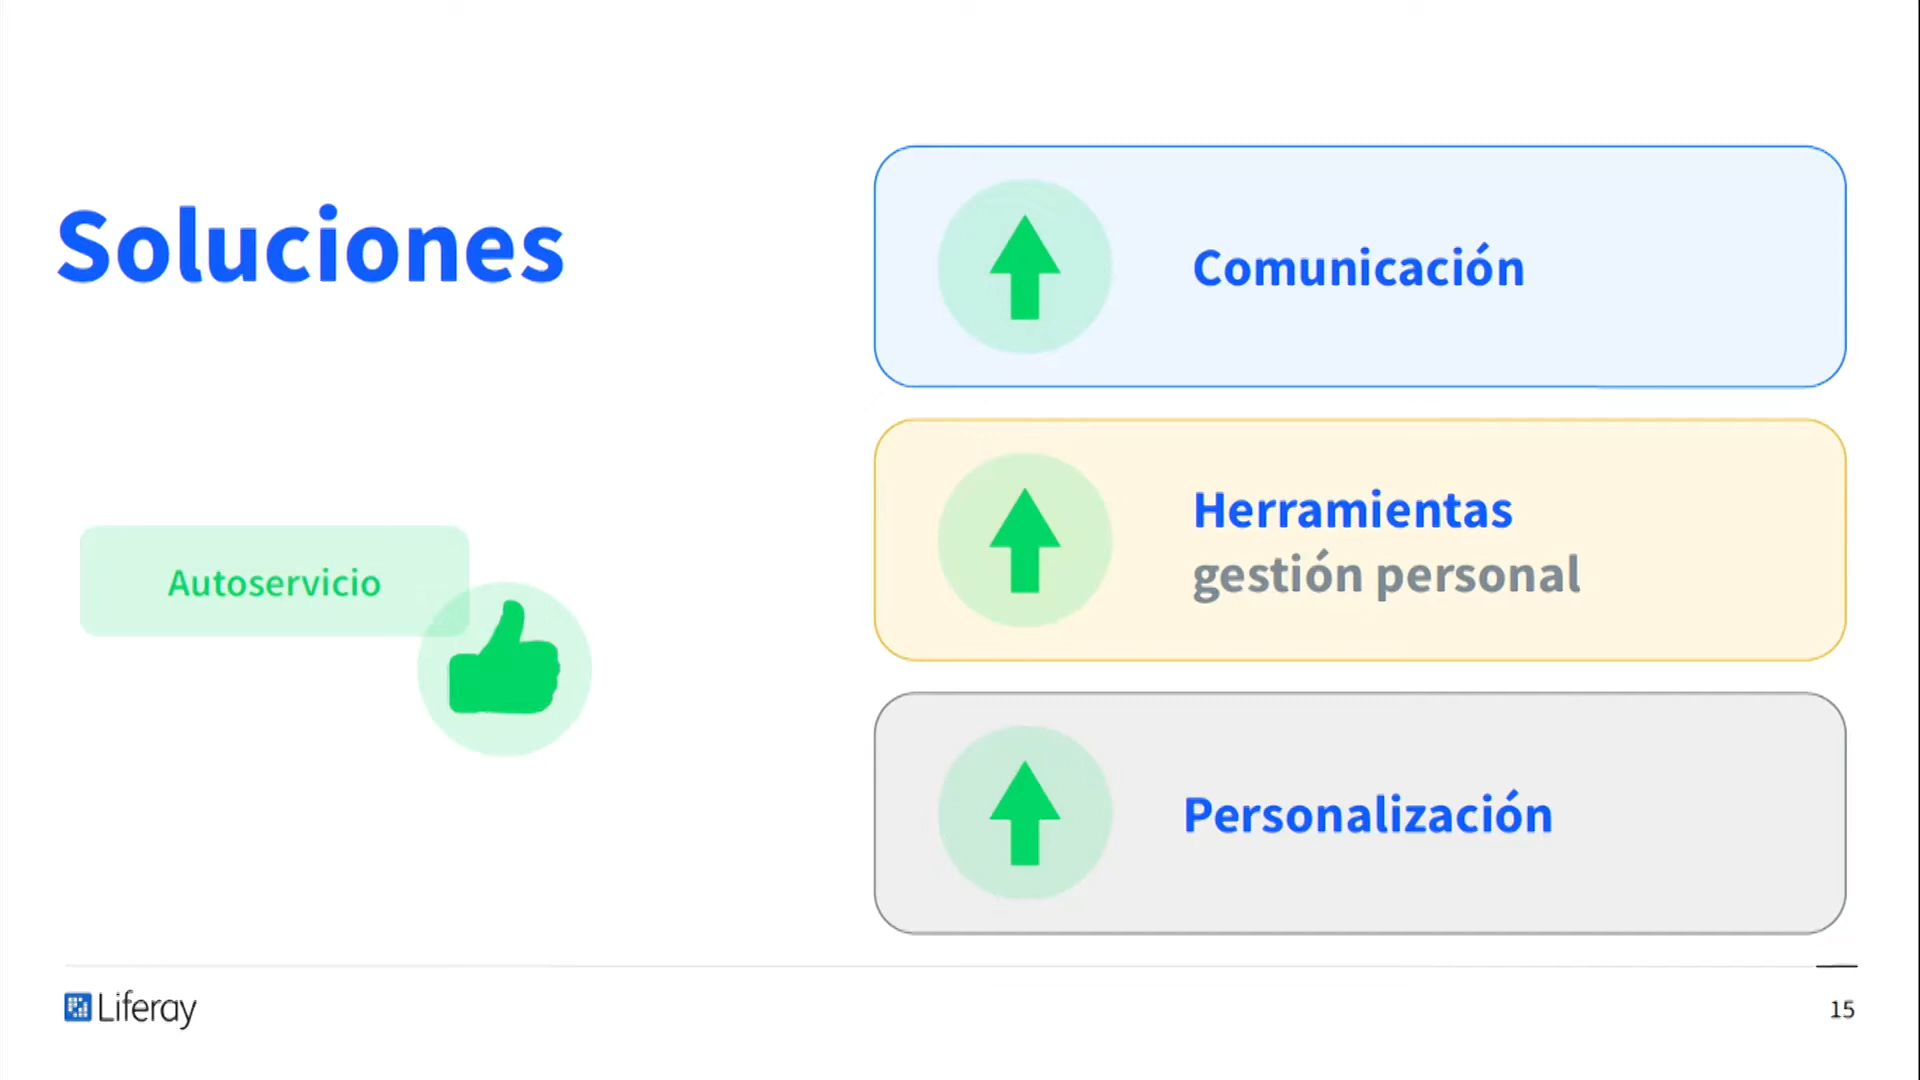 Soluciones
Autoservicio
Comunicación
Herramientas
gestión personal
Personalización
Liferay
15